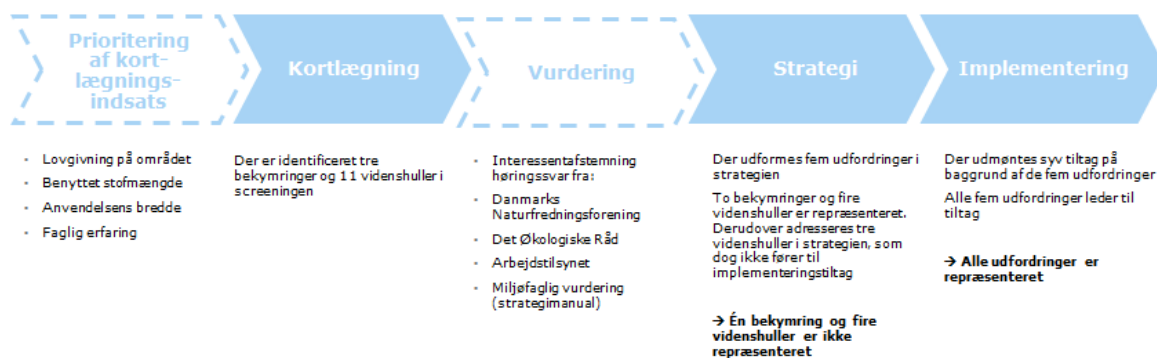 Prioritering
af kort-
lægnings-
indsats
Kortlægning
Vurdering
Strategi
Implementering
- Lovgivning på området
- Benyttet stofmængde
- Anvendelsens bredde
- Faglig erfaring
Der er identificeret tre
bekymringer og 11 videnshuller i
screeningen
- Interessentafstemning
høringssvar fra:
- Danmarks
Naturfredningsforening
- Det Økologiske Råd
- Arbejdstilsynet
- Miljøfaglig vurdering
(strategimanual)
Der udformes fem udfordringer i
strategien
To bekymringer og fire
videnshuller er repræsenteret.
Derudover adresseres tre
videnshuller i strategien, som
dog ikke fører til
implementeringstiltag
→ Én bekymring og fire
videnshuller er ikke
repræsenteret
Der udmøntes syv tiltag på
baggrund af de fem udfordringer
Alle fem udfordringer leder til
tiltag
→ Alle udfordringer er
repræsenteret